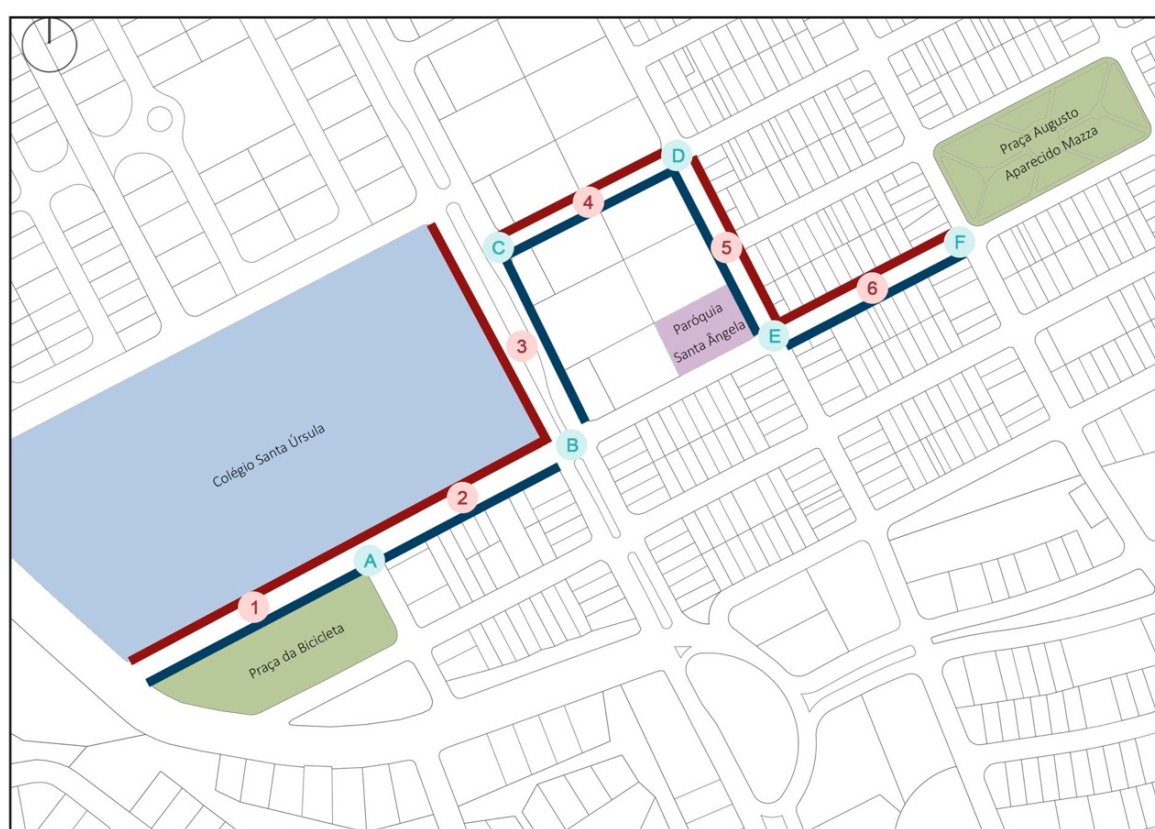 Praça Augusto
Aparecido Mazza
D
4
C
5
F
6
Paróquia
Santa Ângela
E
3
Colégio Santa Úrsula
B
2
A
1
Praça da Bicicleta